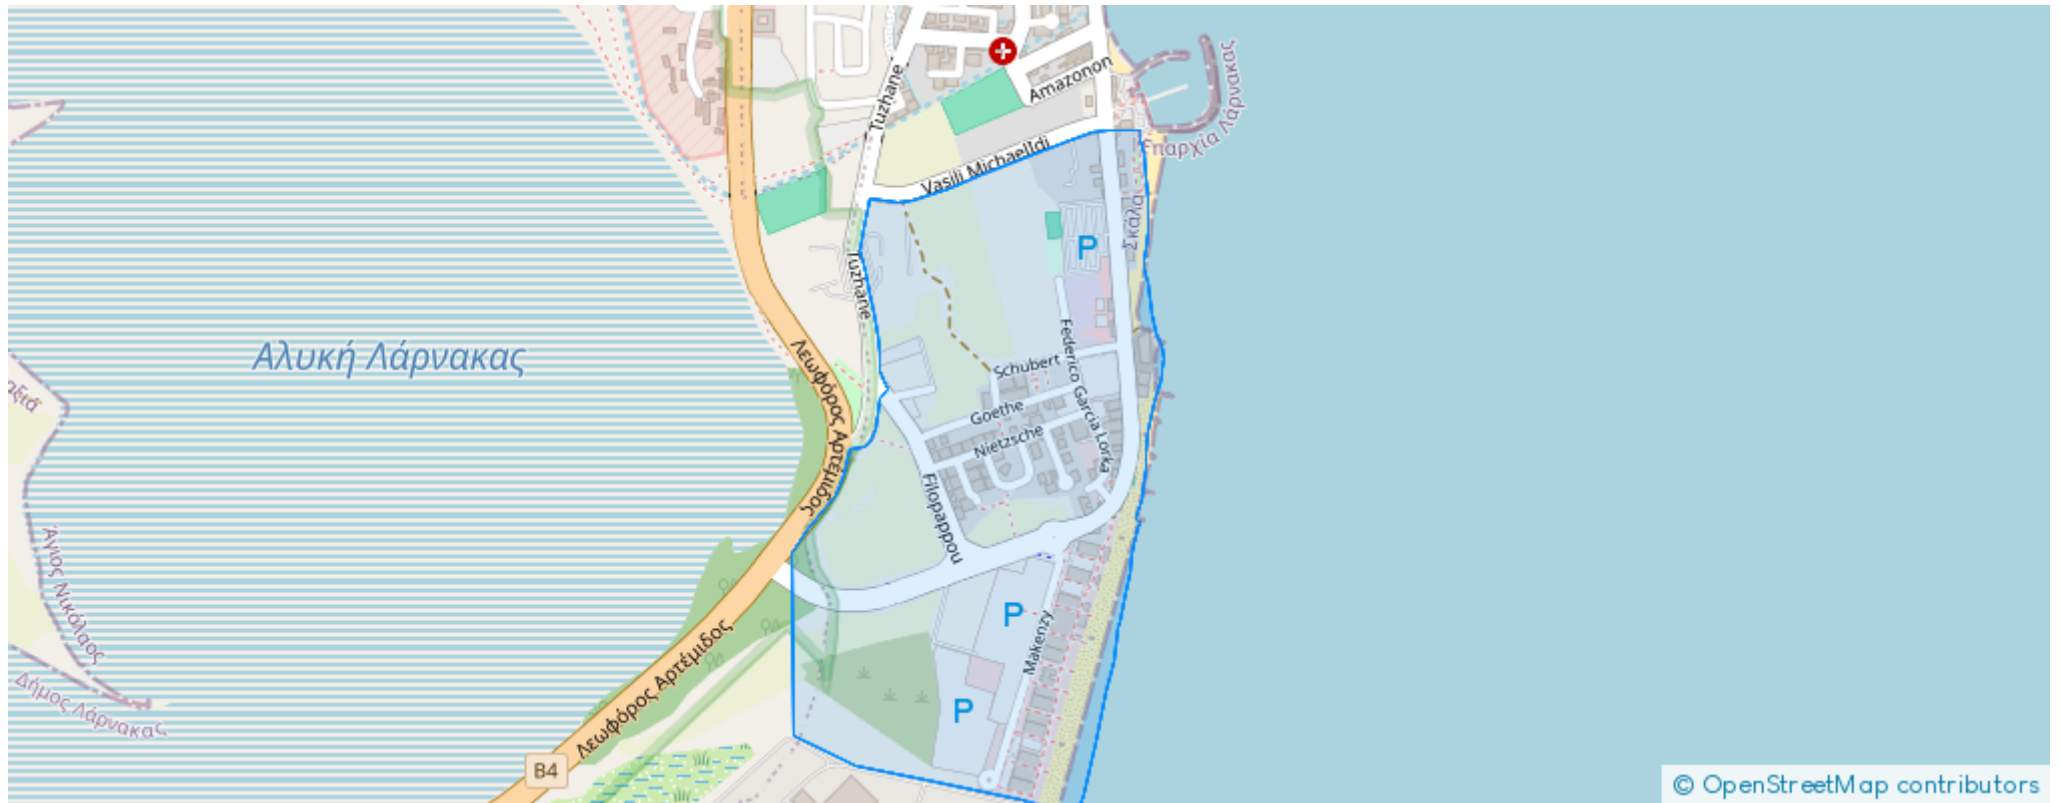 Επαρχία Λάρνακας
Amazonon
Tuzhane
Vasili Michaelldi
Σκάλα
P
Tuzhane
Αλυκή Λάρνακας
Λεωφόρος Αρτέμιδος
Schubert
Federico Garcia Lorka
Goethe
Nietzsche
Filopappou
Άγιος Νικόλαος
Δήμος Λάρνακας
P
Makenzy
Λεωφόρος Αρτέμιδος
P
B4
© OpenStreetMap contributors